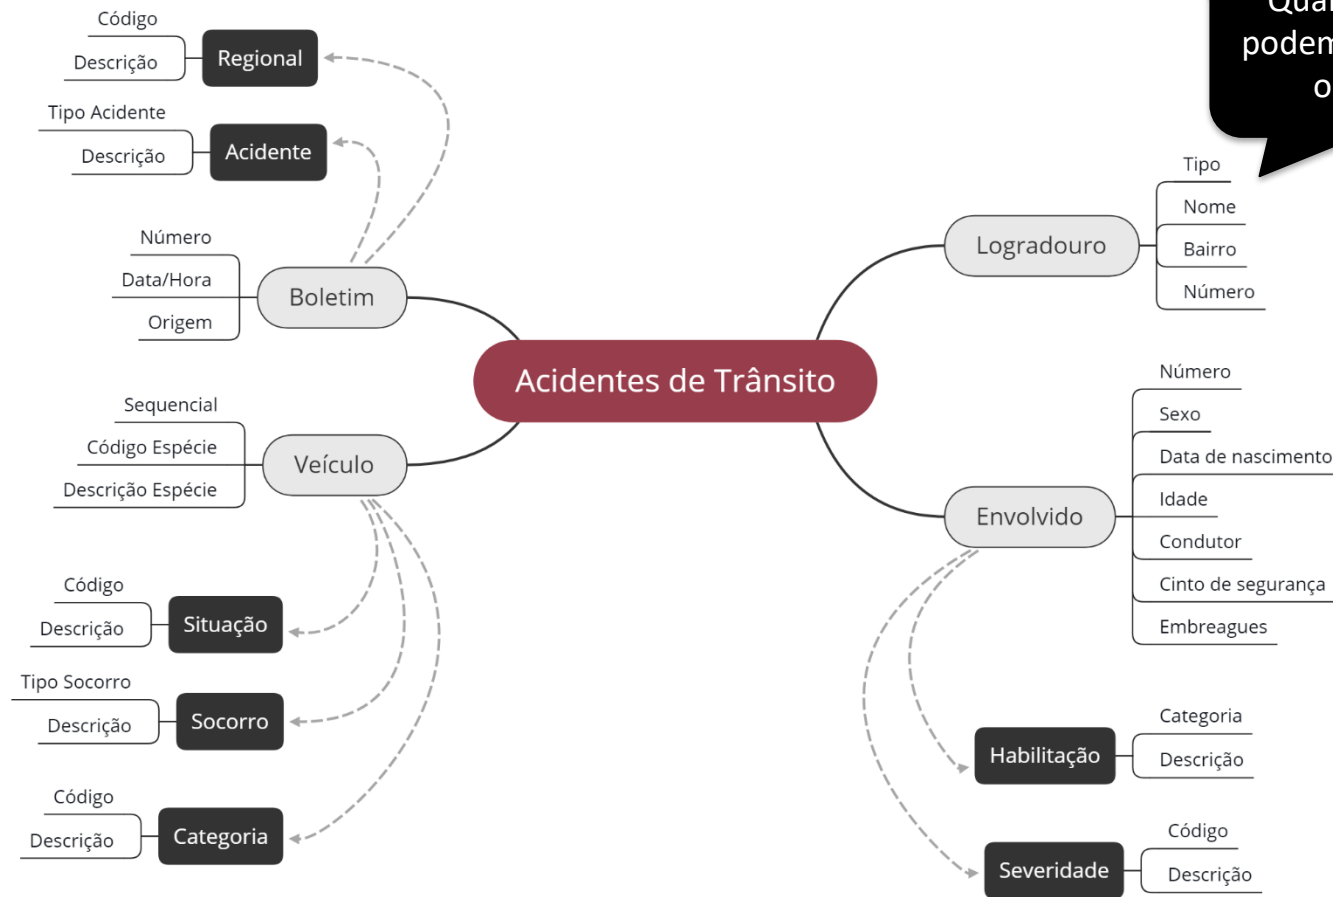 Código
Descrição
Regional
Tipo Acidente
Descrição
Acidente
Número
Data/Hora
Origem
Boletim
Sequencial
Código Espécie
Descrição Espécie
Veículo
Código
Descrição
Situação
Tipo Socorro
Descrição
Socorro
Código
Descrição
Categoria
Acidentes de Trânsito
Logradouro
Tipo
Nome
Bairro
Número
Envolvido
Número
Sexo
Data de nascimento
Idade
Condutor
Cinto de segurança
Embreagues
Habilitação
Categoria
Descrição
Severidade
Código
Descrição